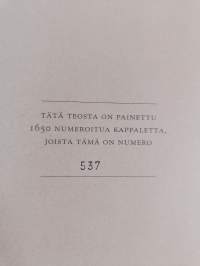 TÄTÄ TEOSTA ON PAINETTU
1650 NUMEROITUA KAPPALETTA,
JOISTA TÄMÄ ON NUMERO
537